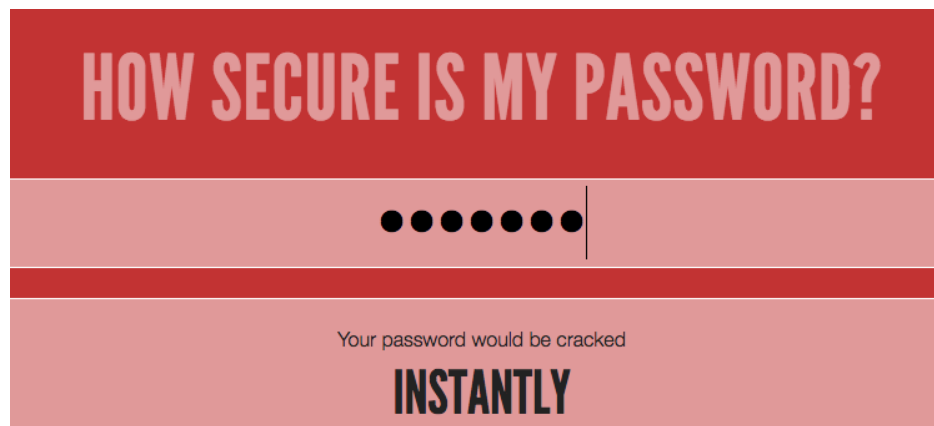 HOW SECURE IS MY PASSWORD?
●●●●●●●
Your password would be cracked
INSTANTLY